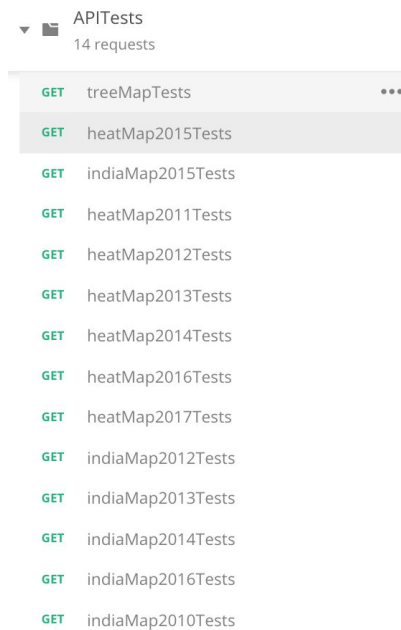 APITests
14 requests
GET treeMapTests
GET heatMap2015Tests
GET indiaMap2015Tests
GET heatMap2011Tests
GET heatMap2012Tests
GET heatMap2013Tests
GET heatMap2014Tests
GET heatMap2016Tests
GET heatMap2017Tests
GET indiaMap2012Tests
GET indiaMap2013Tests
GET indiaMap2014Tests
GET indiaMap2016Tests
GET indiaMap2010Tests